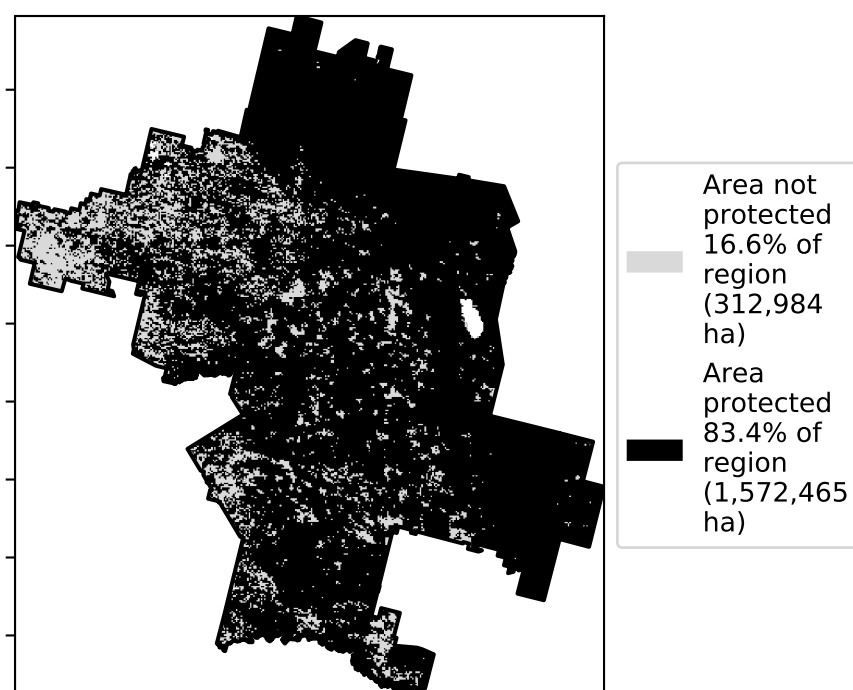 Area not
protected
16.6% of
region
(312,984
ha)
Area
protected
83.4% of
region
(1,572,465
ha)